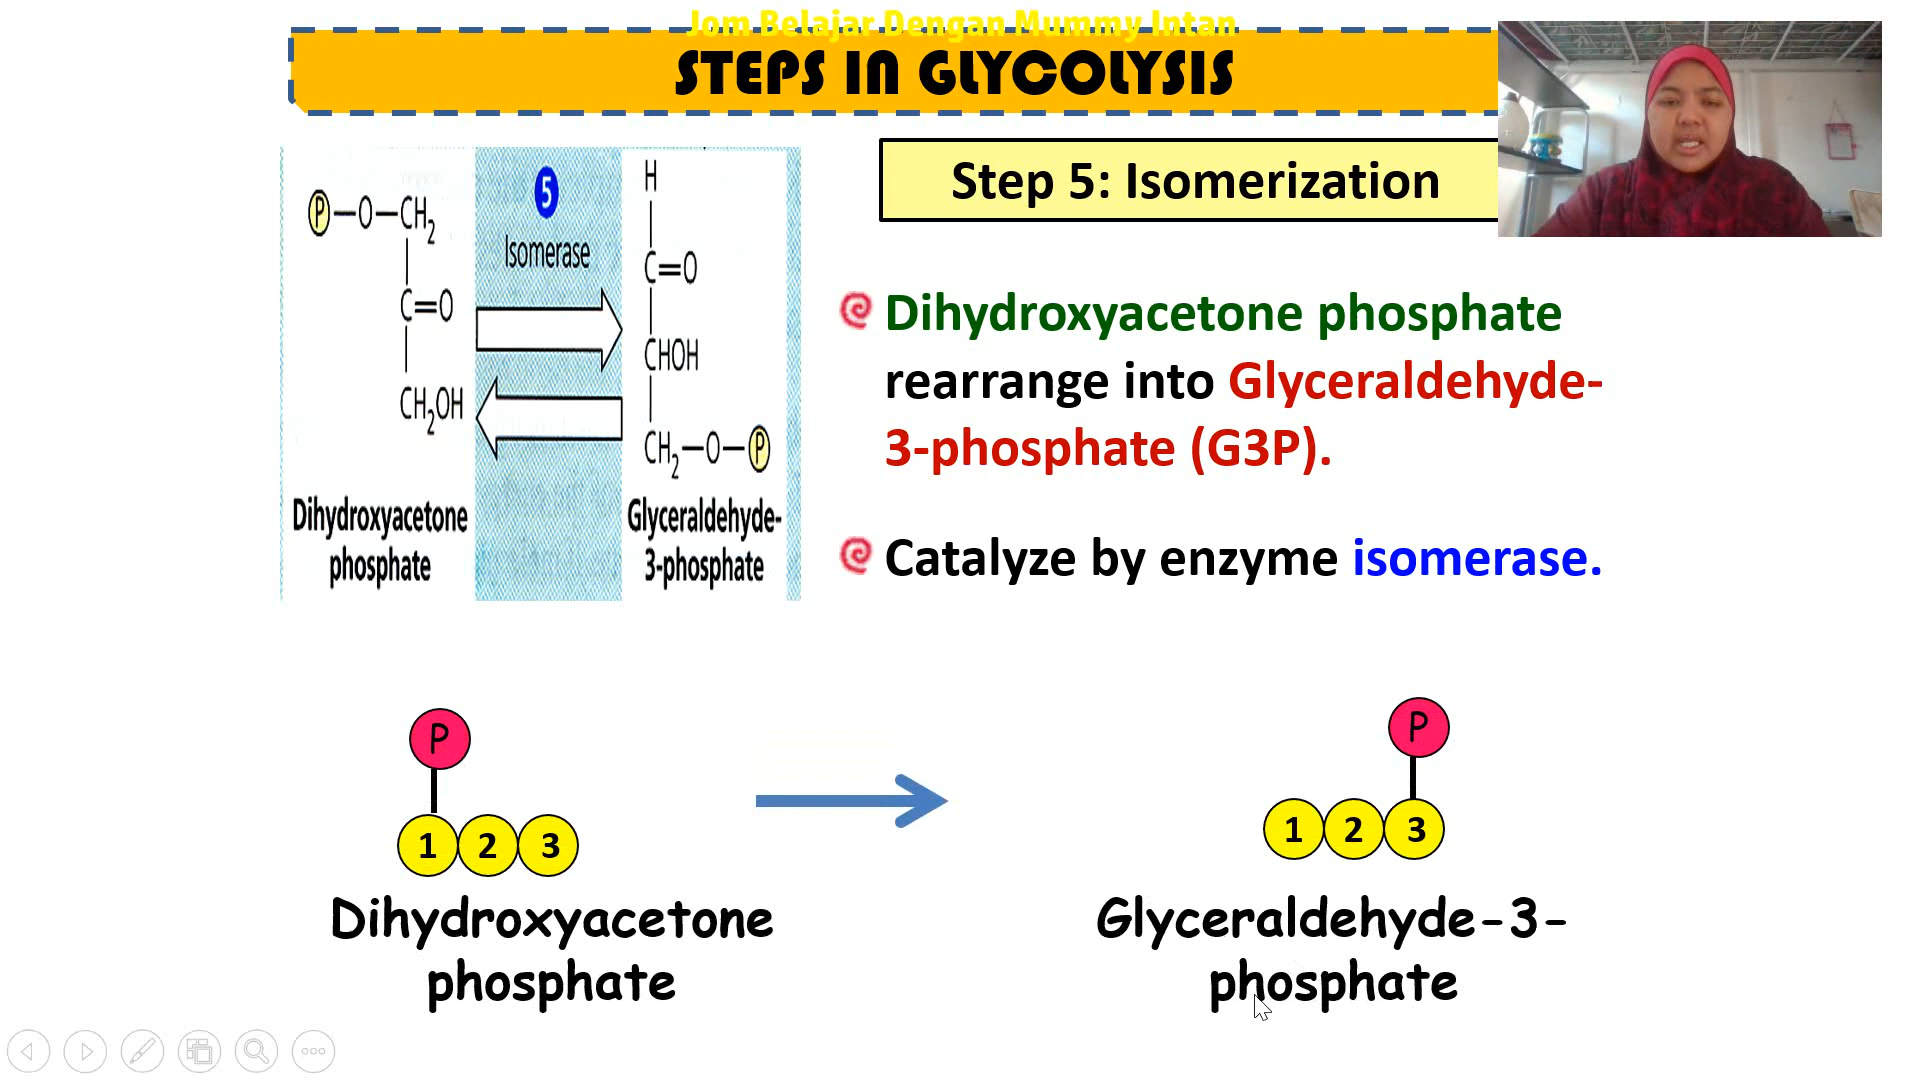 Jom Belajar Dengan Mummy Intan
STEPS IN GLYCOLYSIS
Step 5: Isomerization
P–O–CH2
C=O
CH2OH
Dihydroxyacetone
phosphate
5
Isomerase
H
C=O
CHOH
CH2–O–P
Glyceraldehyde-
3-phosphate
Dihydroxyacetone phosphate
rearrange into Glyceraldehyde-
3-phosphate (G3P).
Catalyze by enzyme isomerase.
P
1 2 3
Dihydroxyacetone
phosphate
P
1 2 3
Glyceraldehyde-3-
phosphate